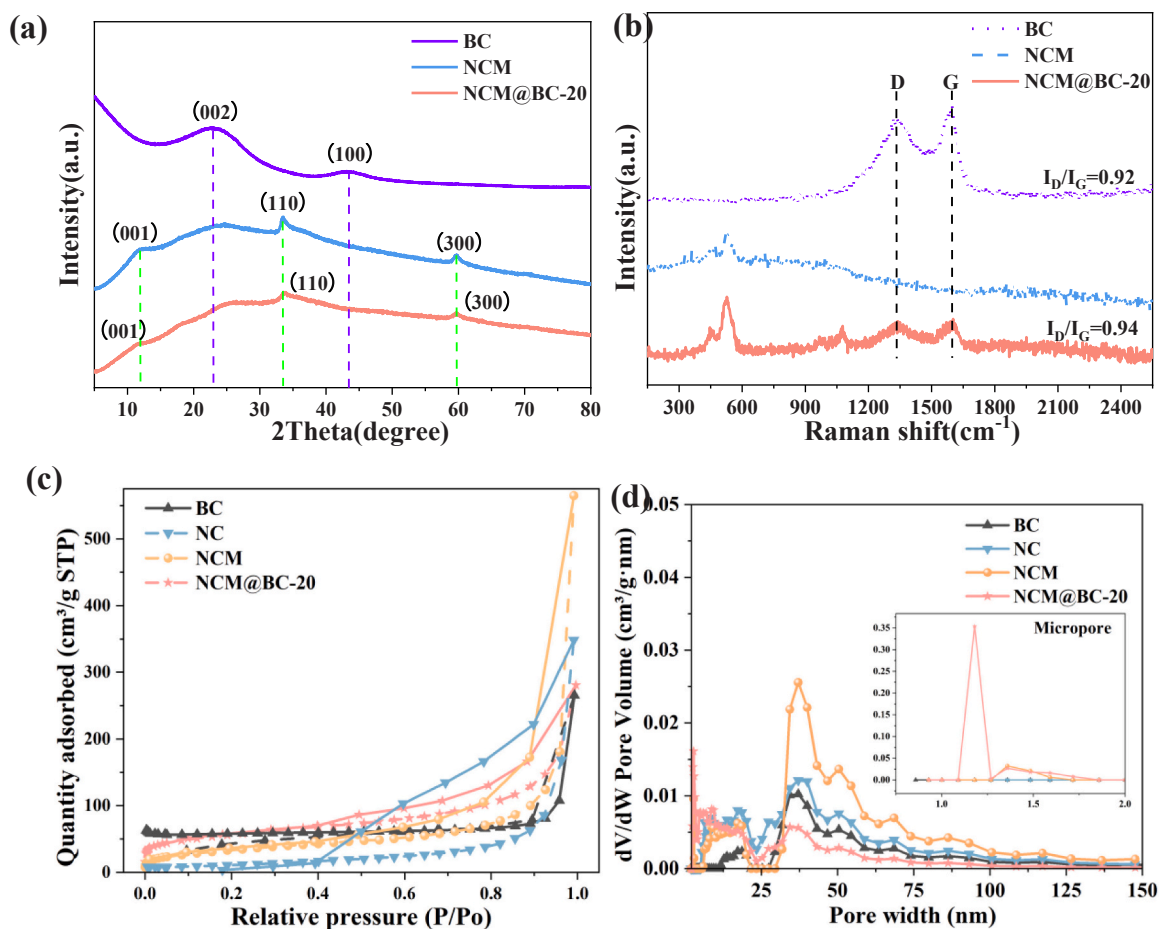 (a)
BC
NCM
NCM@BC-20
(002)
(100)
(001)
(110)
(300)
(001)
(110)
(300)
Intensity(a.u.)
10 20 30 40 50 60 70 80
2Theta(degree)
(b)
BC
NCM
NCM@BC-20
D G
I_D/I_G=0.92
I_D/I_G=0.94
Intensity(a.u.)
300 600 900 1200 1500 1800 2100 2400
Raman shift(cm⁻¹)
(c)
BC
NC
NCM
NCM@BC-20
Quantity adsorbed (cm³/g STP)
500
400
300
200
100
0
0.0 0.2 0.4 0.6 0.8 1.0
Relative pressure (P/Po)
(d)
BC
NC
NCM
NCM@BC-20
dV/dW Pore Volume (cm³/g·nm)
0.05
0.04
0.03
0.02
0.01
0.00
Micropore
0.35
0.30
0.25
0.20
0.15
0.10
0.05
0.00
1.0 1.5 2.0
25 50 75 100 125 150
Pore width (nm)